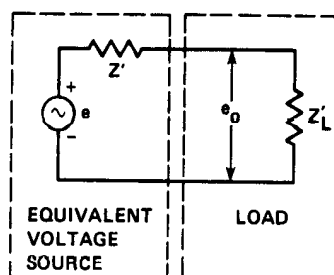 Z'
+
e
-
e₀
Z'L
EQUIVALENT
VOLTAGE
SOURCE
LOAD